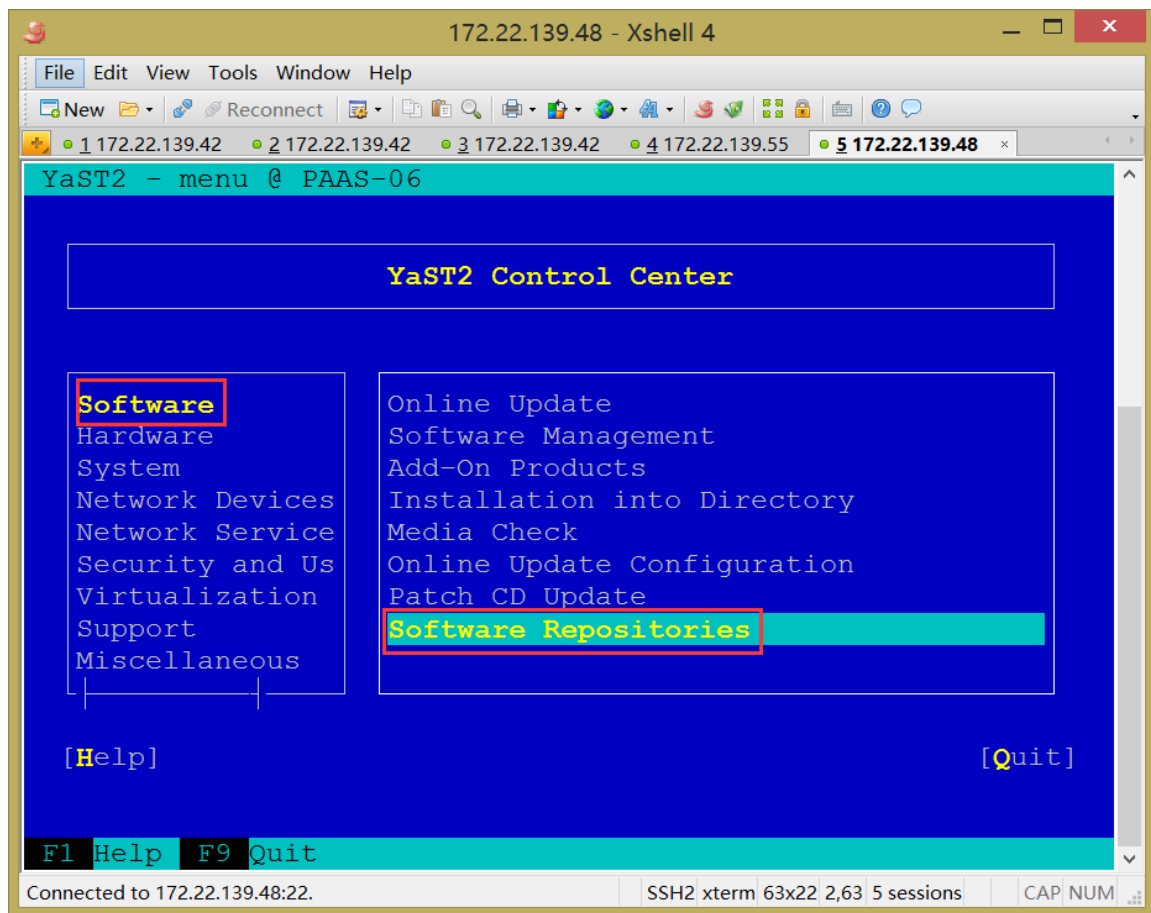 172.22.139.48 - Xshell 4
File Edit View Tools Window Help
New Reconnect
1 172.22.139.42 2 172.22.139.42 3 172.22.139.42 4 172.22.139.55 5 172.22.139.48
YaST2 - menu @ PAAS-06
YaST2 Control Center
Software Online Update
Hardware Software Management
System Add-On Products
Network Devices Installation into Directory
Network Service Media Check
Security and Us Online Update Configuration
Virtualization Patch CD Update
Support Software Repositories
Miscellaneous
[Help] [Quit]
F1 Help F9 Quit
Connected to 172.22.139.48:22. SSH2 xterm 63x22 2,63 5 sessions CAP NUM